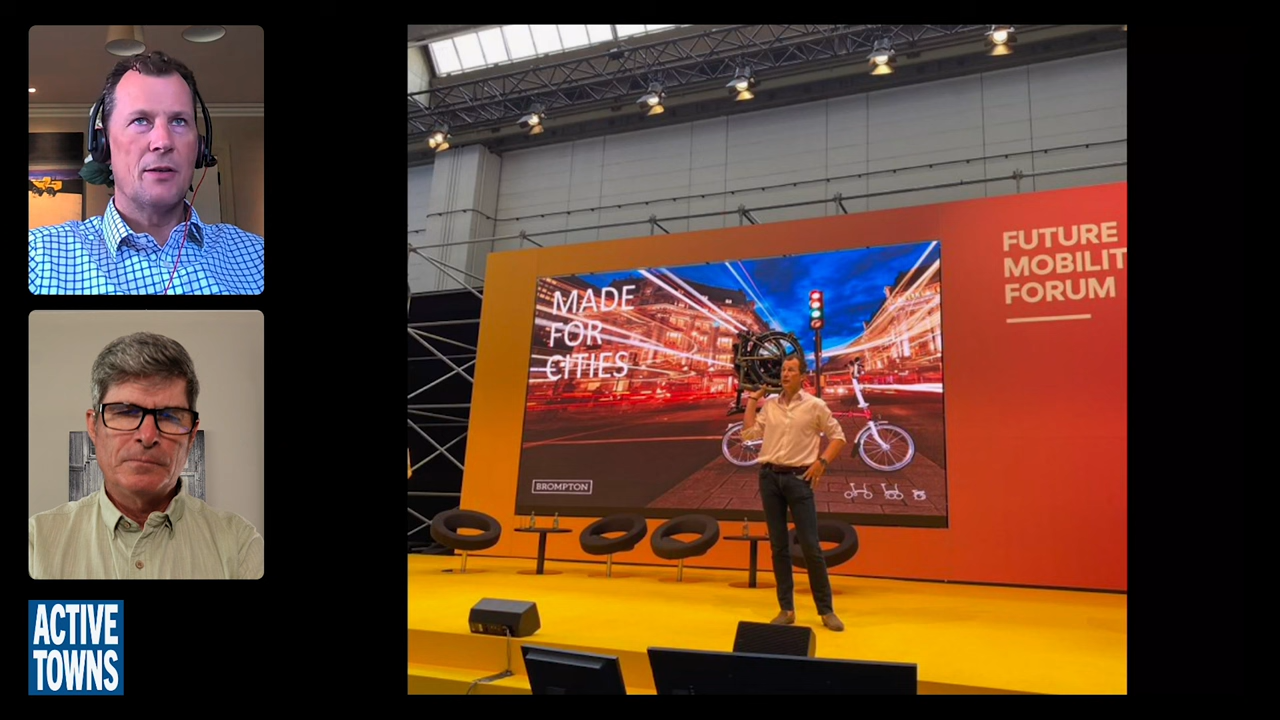 MADE
FOR
CITIES
BROMPTON
FUTURE
MOBILIT
FORUM
ACTIVE
TOWNS